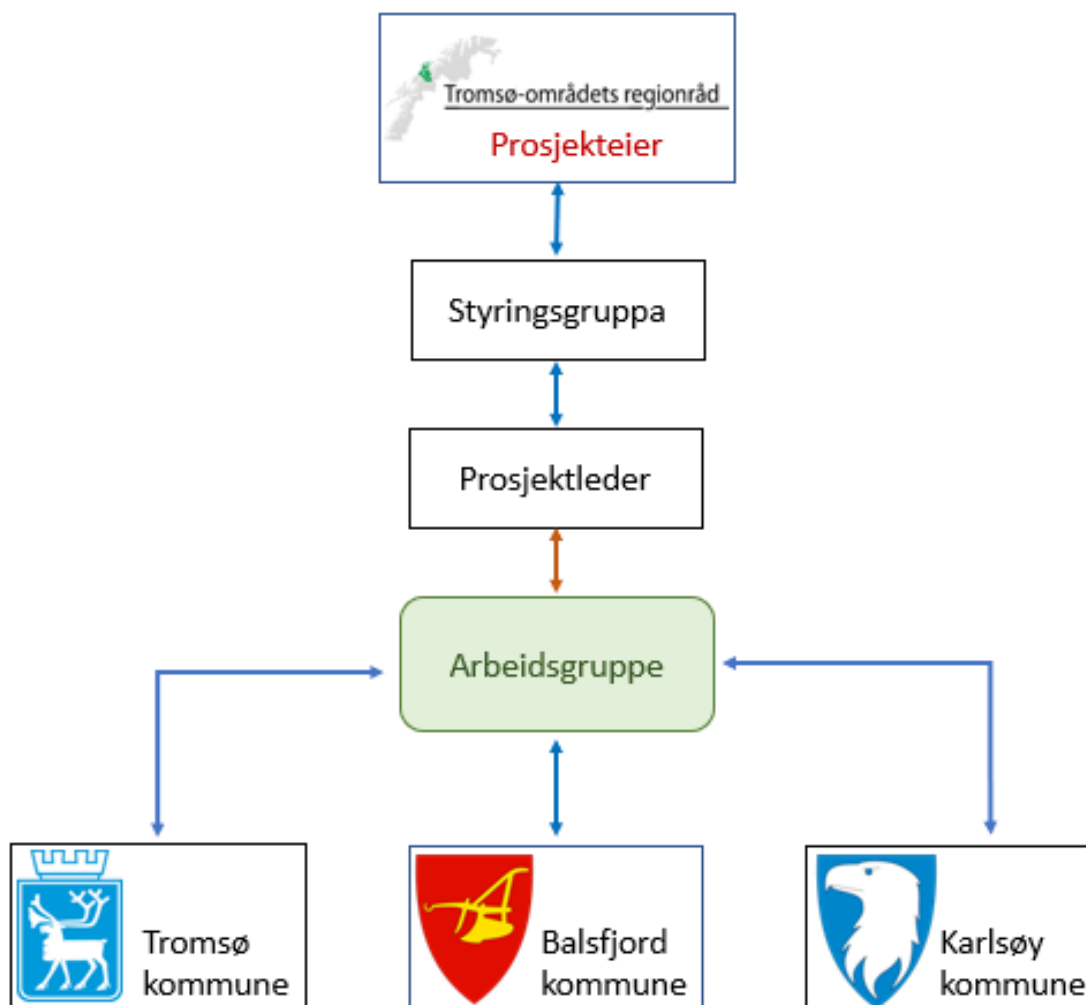 Tromsø-områdets regionråd
Prosjekteier
Styringsgruppa
Prosjektleder
Arbeidsgruppe
Tromsø
kommune
Balsfjord
kommune
Karlsøy
kommune